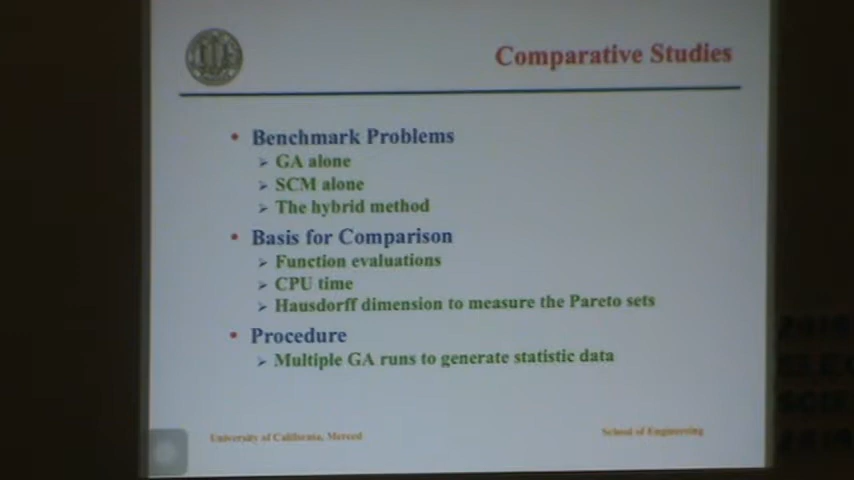 Comparative Studies
• Benchmark Problems
➢ GA alone
➢ SCM alone
➢ The hybrid method
• Basis for Comparison
➢ Function evaluations
➢ CPU time
➢ Hausdorff dimension to measure the Pareto sets
• Procedure
➢ Multiple GA runs to generate statistic data
University of California, Merced
School of Engineering